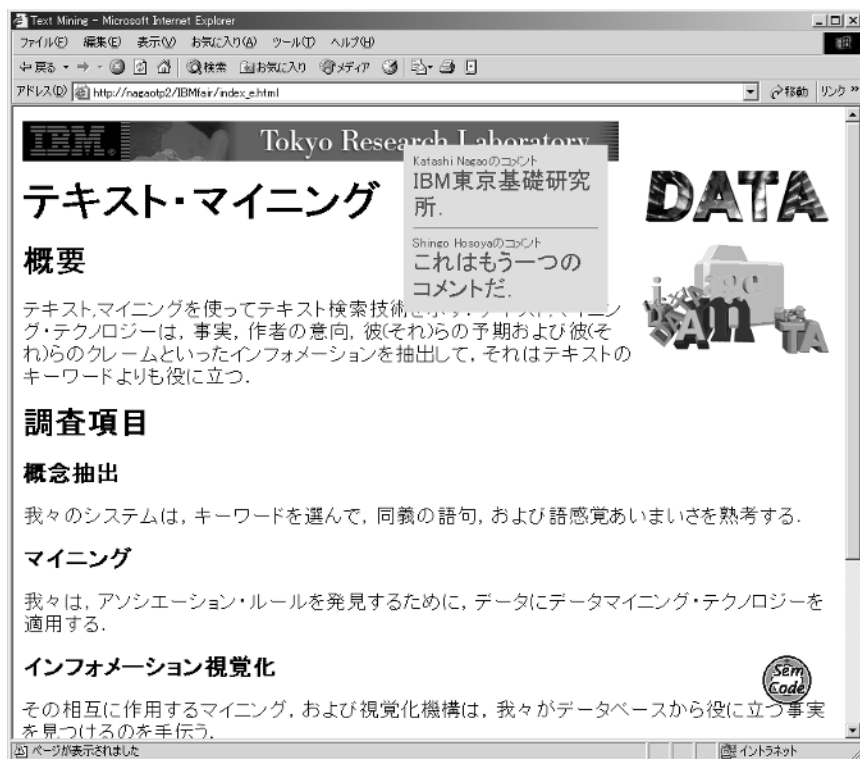 Text Mining - Microsoft Internet Explorer
ファイル(F) 編集(E) 表示(V) お気に入り(A) ツール(T) ヘルプ(H)
戻る 検索 お気に入り メディア
アドレス(D) http://nagaotp2/IBMfair/index_e.html 移動 リンク »
IBM. Tokyo Research Laboratory
Katashi Nagaoのコメント
IBM東京基礎研究
所.
Shingo Hosoyaのコメント
これはもう一つの
コメントだ.
DATA
テキスト・マイニング
概要
テキスト,マイニングを使ってテキスト検索技術
グ・テクノロジーは, 事実, 作者の意向, 彼(それ)らの予期および彼(そ
れ)らのクレームといったインフォメーションを抽出して, それはテキストの
キーワードよりも役に立つ.
調査項目
概念抽出
我々のシステムは, キーワードを選んで, 同義の語句, および語感覚あいまいさを熟考する.
マイニング
我々は, アソシエーション・ルールを発見するために, データにデータマイニング・テクノロジーを
適用する.
インフォメーション視覚化
Sem
Code
その相互に作用するマイニング, および視覚化機構は, 我々がデータベースから役に立つ事実
を見つけるのを手伝う.
ページが表示されました イントラネット